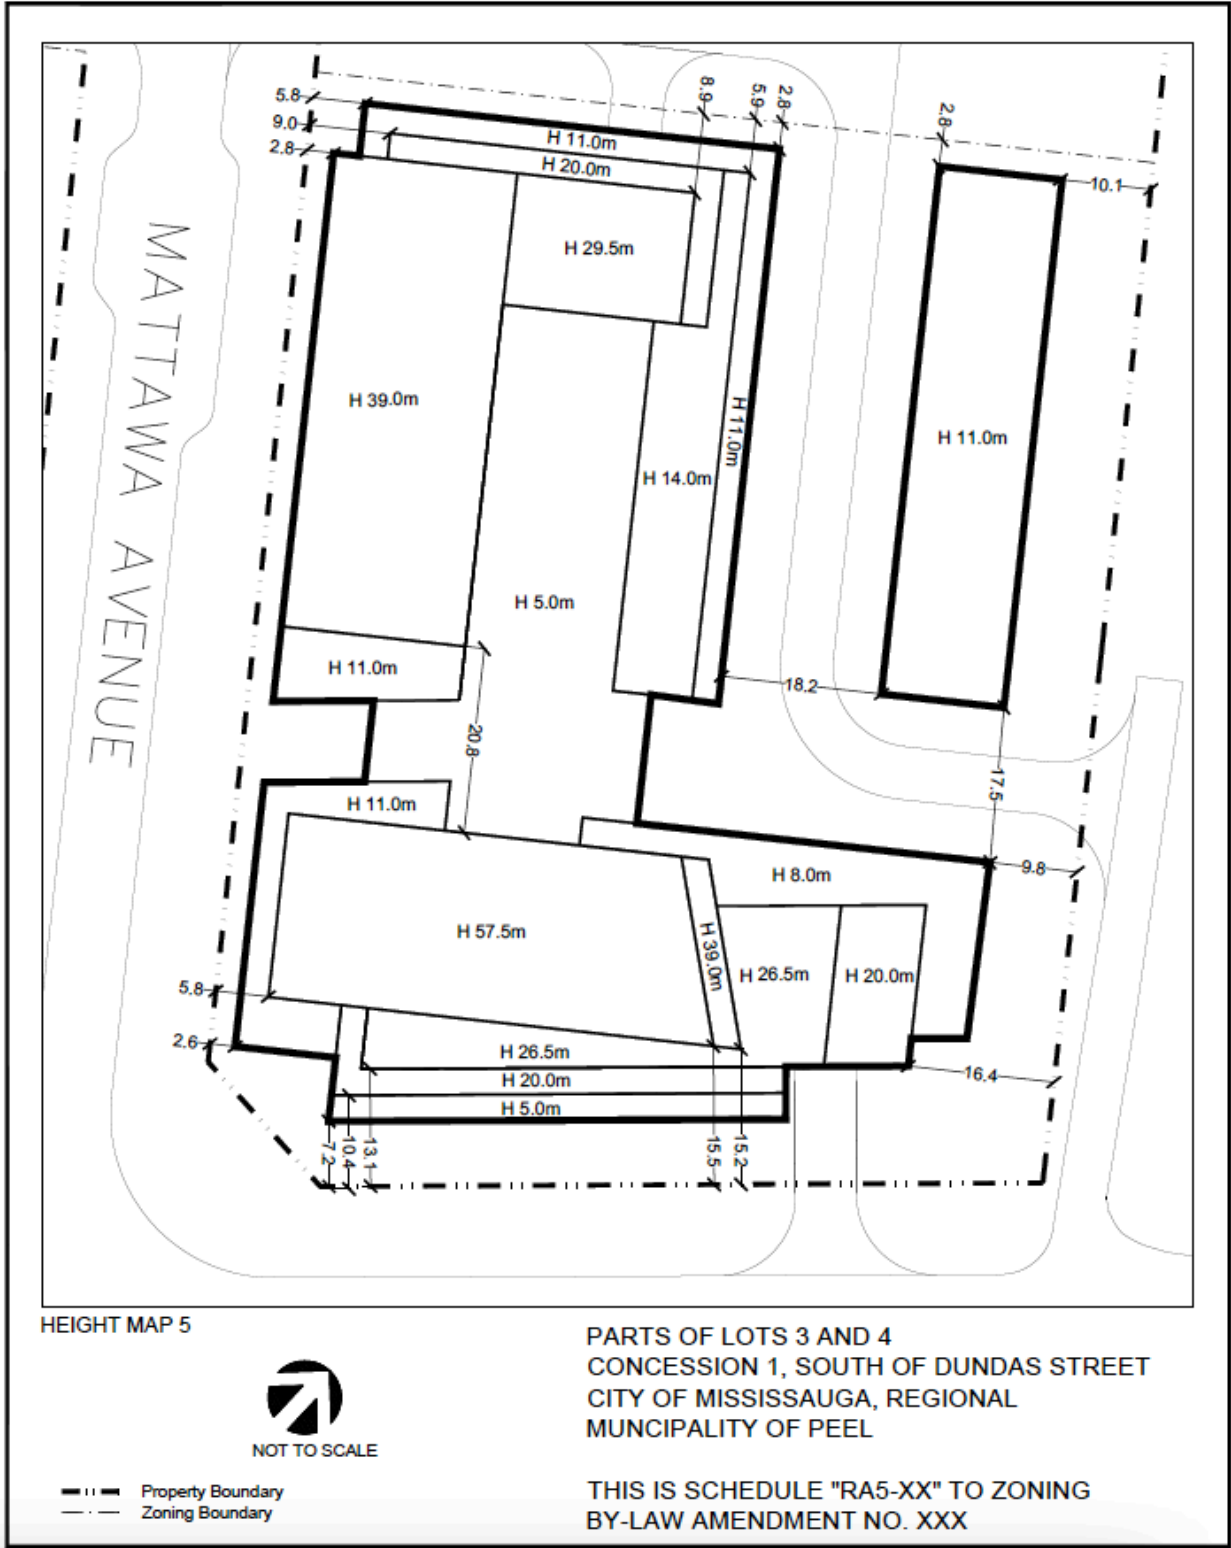 5.8
9.0
2.8
8.9
5.9
2.8
2.8
10.1
H 11.0m
H 20.0m
H 29.5m
H 39.0m
H 11.0m
H 14.0m
H 11.0m
H 5.0m
H 11.0m
18.2
20.8
17.5
H 11.0m
H 8.0m
9.8
H 57.5m
H 39.0m
H 26.5m
H 20.0m
5.8
2.6
H 26.5m
H 20.0m
H 5.0m
16.4
7.2
10.4
13.1
15.5
15.2
MATTAWA AVENUE
HEIGHT MAP 5
NOT TO SCALE
Property Boundary
Zoning Boundary
PARTS OF LOTS 3 AND 4
CONCESSION 1, SOUTH OF DUNDAS STREET
CITY OF MISSISSAUGA, REGIONAL
MUNCIPALITY OF PEEL
THIS IS SCHEDULE "RA5-XX" TO ZONING
BY-LAW AMENDMENT NO. XXX